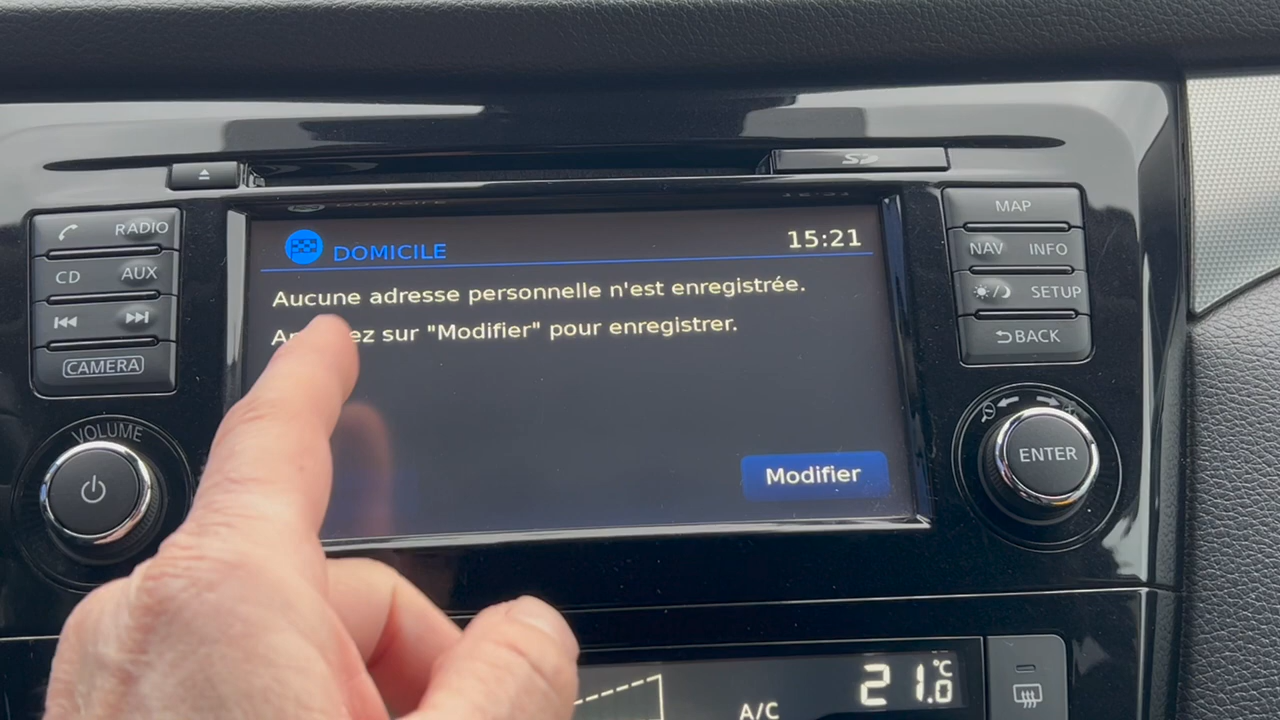 SD
RADIO
CD AUX
CAMERA
VOLUME
DOMICILE 15:21
Aucune adresse personnelle n'est enregistrée.
sur "Modifier" pour enregistrer.
Modifier
MAP
NAV INFO
SETUP
BACK
ENTER
A/C 21.0 °C